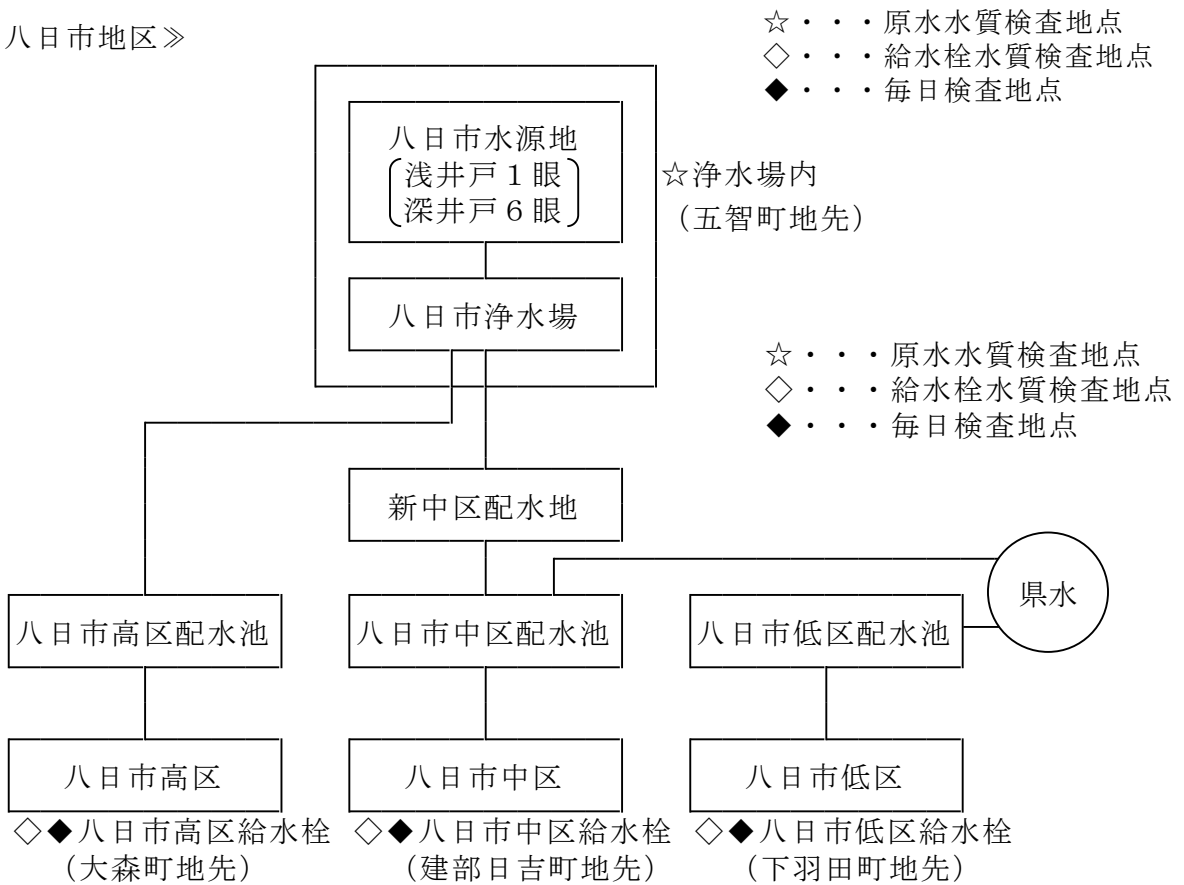 八日市地区≫
☆・・・原水水質検査地点
◇・・・給水栓水質検査地点
◆・・・毎日検査地点
八日市水源地
浅井戸１眼
深井戸６眼
☆浄水場内
（五智町地先）
八日市浄水場
☆・・・原水水質検査地点
◇・・・給水栓水質検査地点
◆・・・毎日検査地点
新中区配水地
県水
八日市高区配水池
八日市中区配水池
八日市低区配水池
八日市高区
八日市中区
八日市低区
◇◆八日市高区給水栓
（大森町地先）
◇◆八日市中区給水栓
（建部日吉町地先）
◇◆八日市低区給水栓
（下羽田町地先）